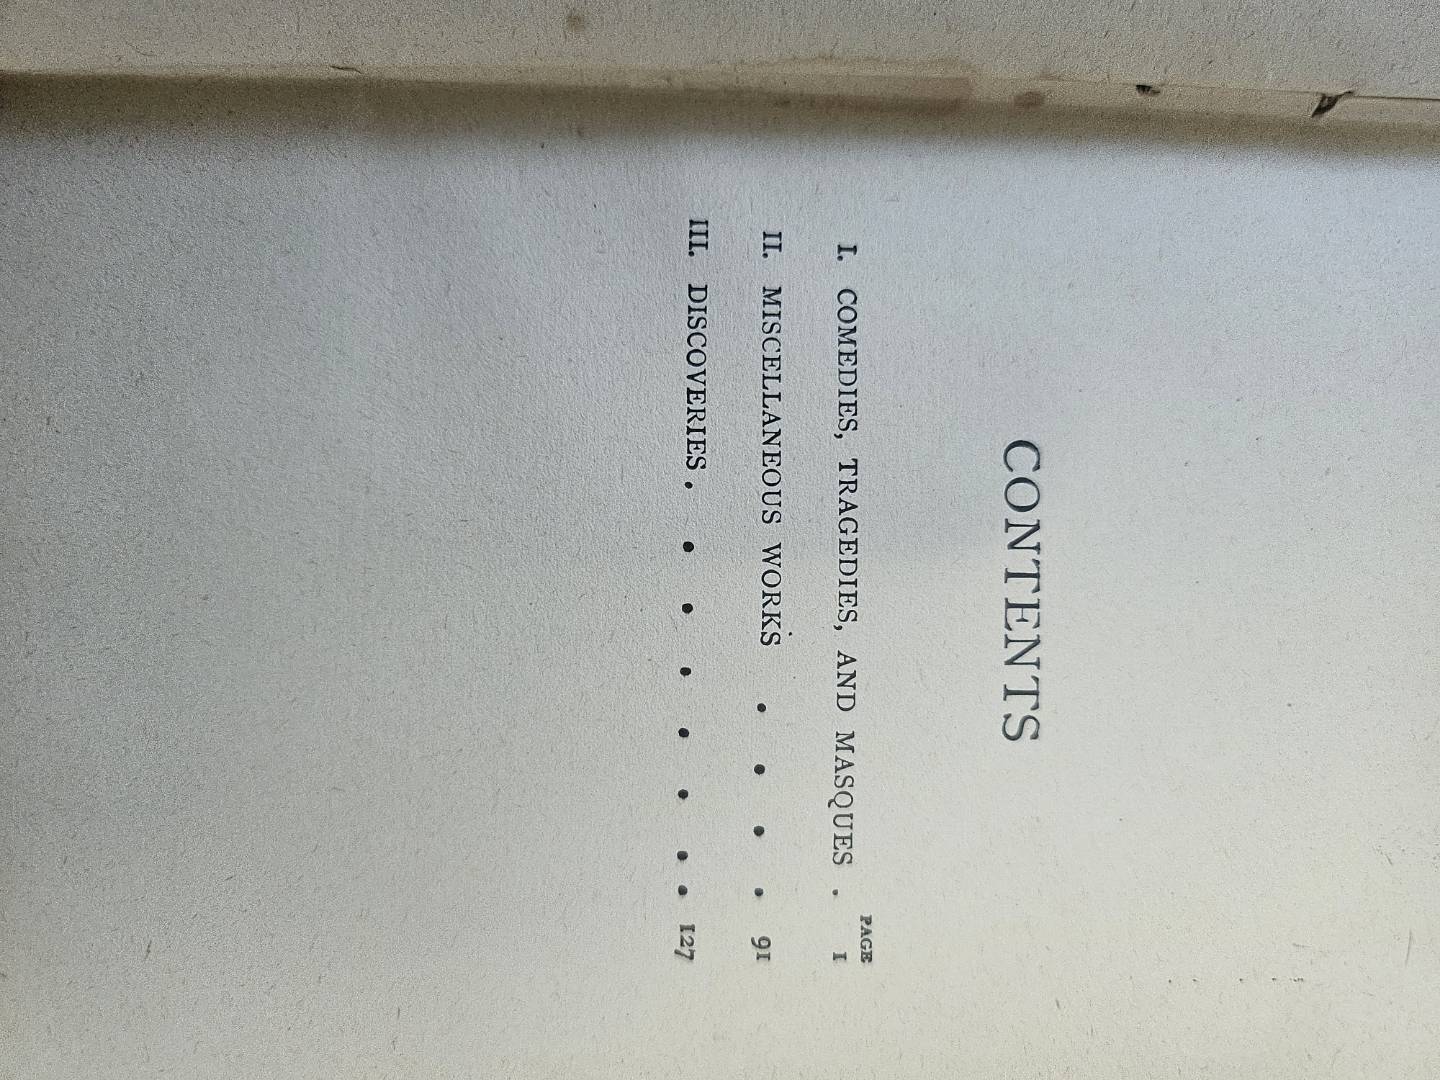 CONTENTS
PAGE
I. COMEDIES, TRAGEDIES, AND MASQUES . 1
II. MISCELLANEOUS WORKS . . . . 91
III. DISCOVERIES . . . . . . . . 127